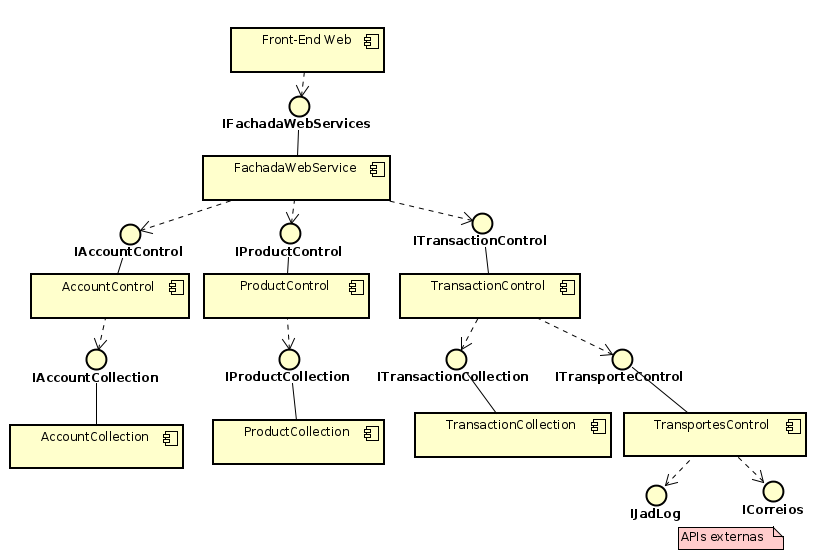 Front-End Web
IFachadaWebServices
FachadaWebService
IAccountControl
IProductControl
ITransactionControl
AccountControl
ProductControl
TransactionControl
IAccountCollection
IProductCollection
ITransactionCollection
ITransporteControl
AccountCollection
ProductCollection
TransactionCollection
TransportesControl
IJadLog
ICorreios
APIs externas